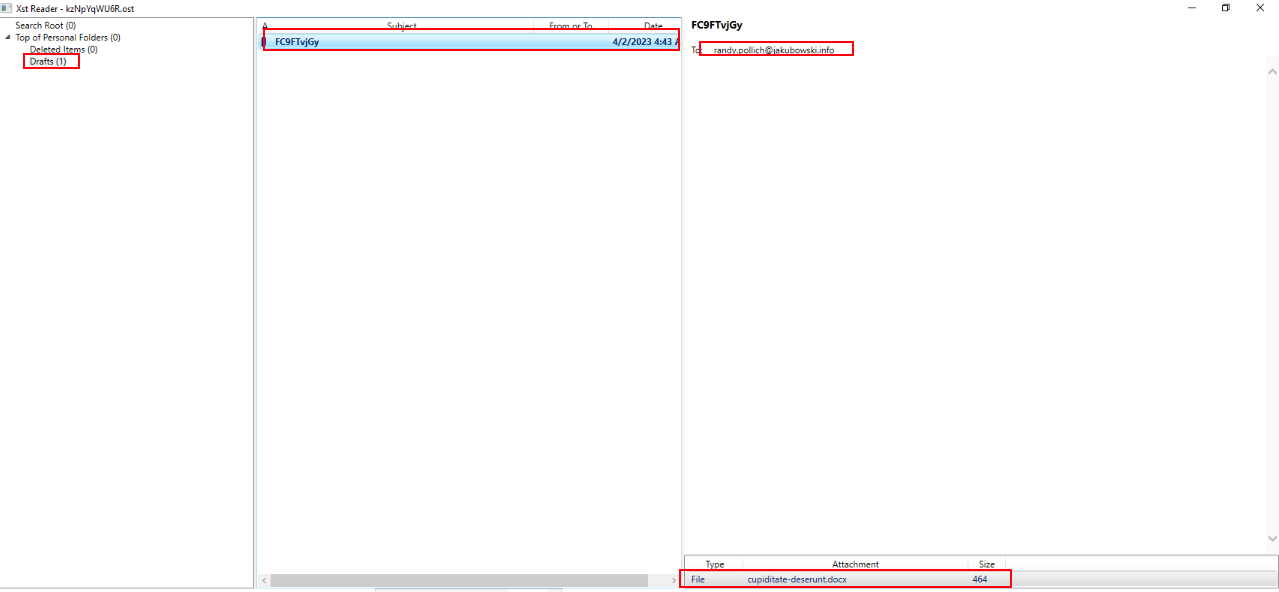 Xst Reader - kzNpYqWU6R.ost
Search Root (0)
Top of Personal Folders (0)
Deleted Items (0)
Drafts (1)
A Subject From or To Date
FC9FTvjGy 4/2/2023 4:43 A
FC9FTvjGy
To: randy.pollich@jakubowski.info
Type Attachment Size
File cupiditate-deserunt.docx 464